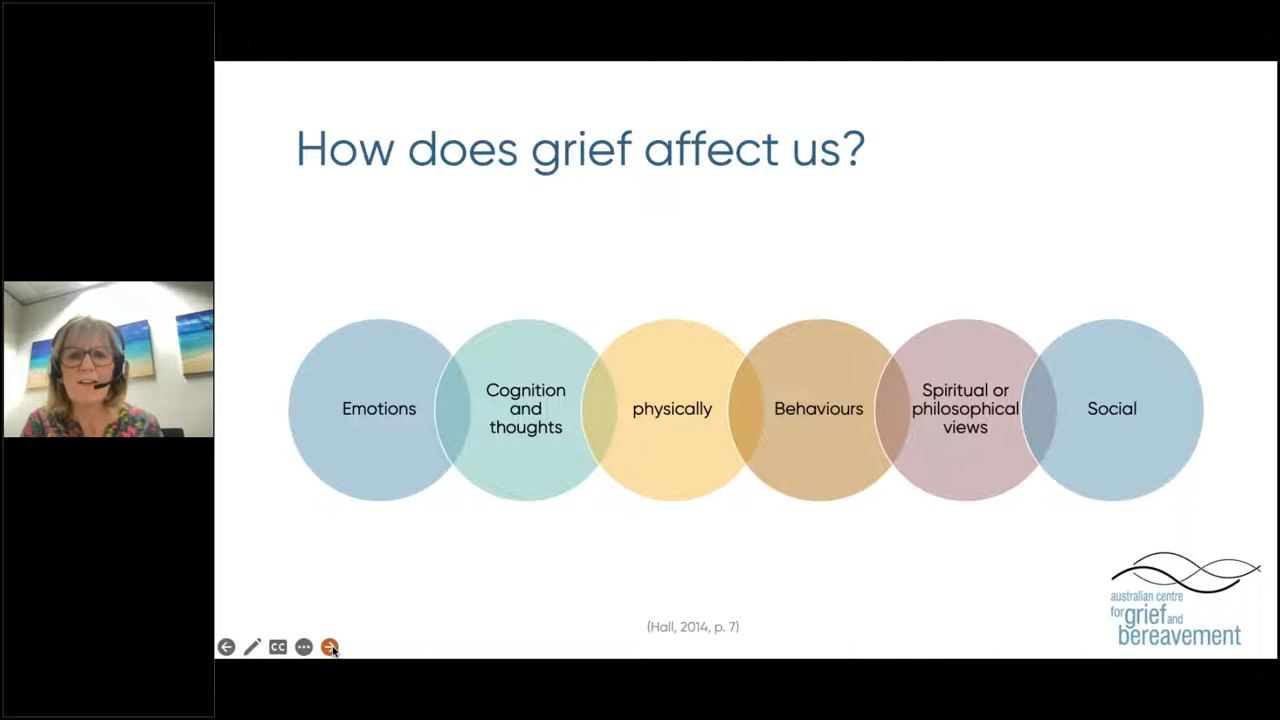 How does grief affect us?
Emotions
Cognition
and
thoughts
physically
Behaviours
Spiritual or
philosophical
views
Social
(Hall, 2014, p. 7)
australian centre
for grief and
bereavement
CC